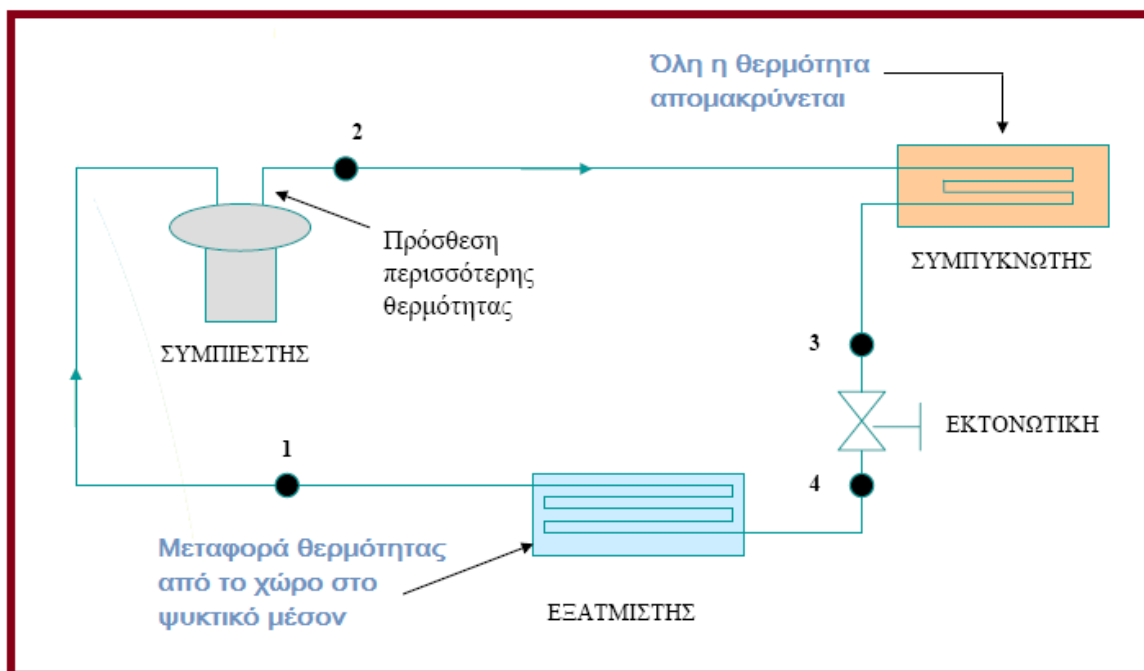 Όλη η θερμότητα
απομακρύνεται
2
Πρόσθεση
περισσότερης
θερμότητας
ΣΥΜΠΥΚΝΩΤΗΣ
ΣΥΜΠΙΕΣΤΗΣ
3
ΕΚΤΟΝΩΤΙΚΗ
1
4
Μεταφορά θερμότητας
από το χώρο στο
ψυκτικό μέσον
ΕΞΑΤΜΙΣΤΗΣ